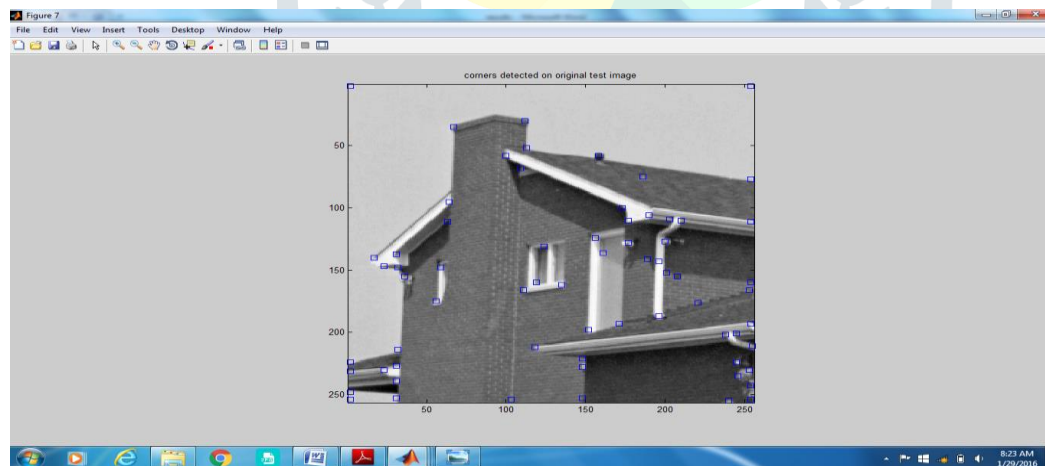 Figure 7
File Edit View Insert Tools Desktop Window Help
corners detected on original test image
50
100
150
200
250
50 100 150 200 250
8:23 AM
1/29/2016